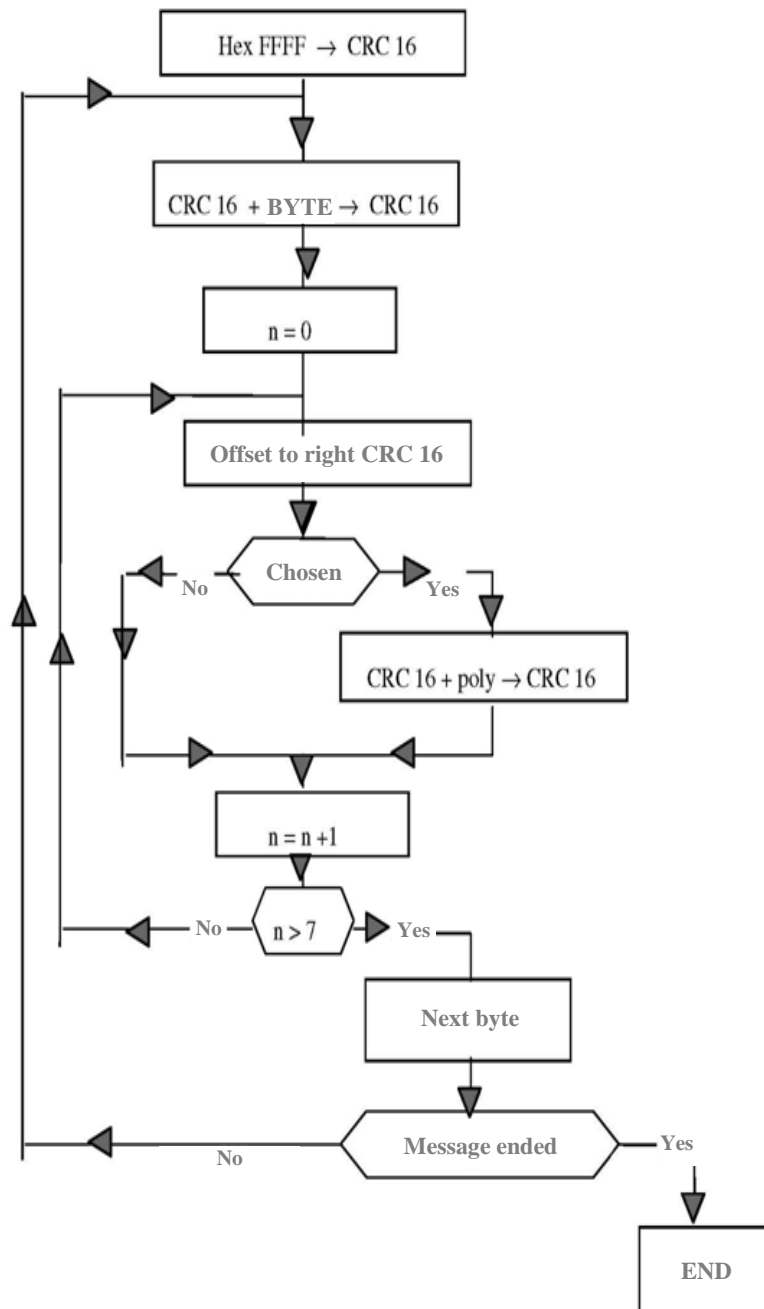 Hex FFFF → CRC 16
CRC 16 + BYTE → CRC 16
n = 0
Offset to right CRC 16
Chosen
No
Yes
CRC 16 + poly → CRC 16
n = n +1
n > 7
No
Yes
Next byte
Message ended
No
Yes
END